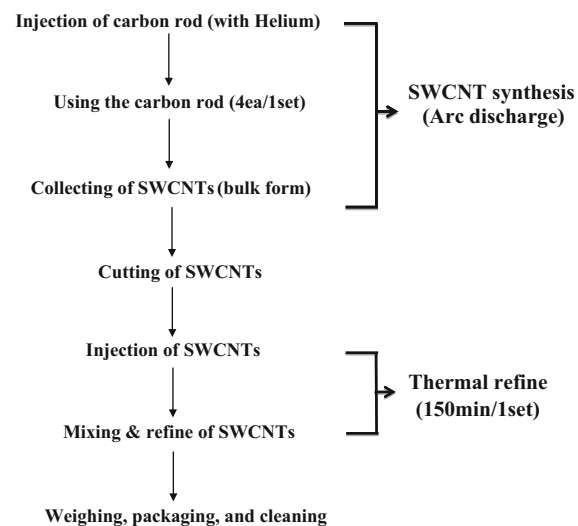 Injection of carbon rod (with Helium)
Using the carbon rod (4ea/1set)
SWCNT synthesis
(Arc discharge)
Collecting of SWCNTs (bulk form)
Cutting of SWCNTs
Injection of SWCNTs
Thermal refine
(150min/1set)
Mixing & refine of SWCNTs
Weighing, packaging, and cleaning